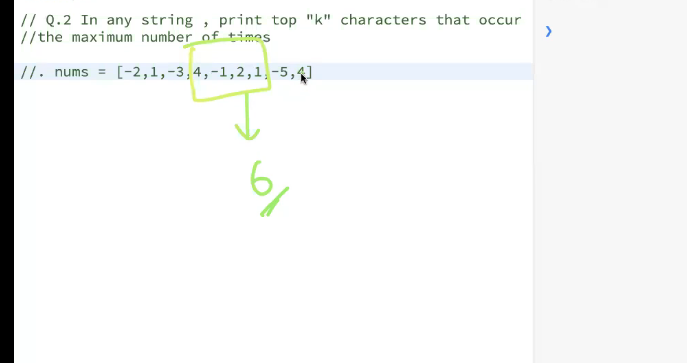 // Q.2 In any string , print top "k" characters that occur
//the maximum number of times
//. nums = [-2,1,-3,4,-1,2,1,-5,4]
6